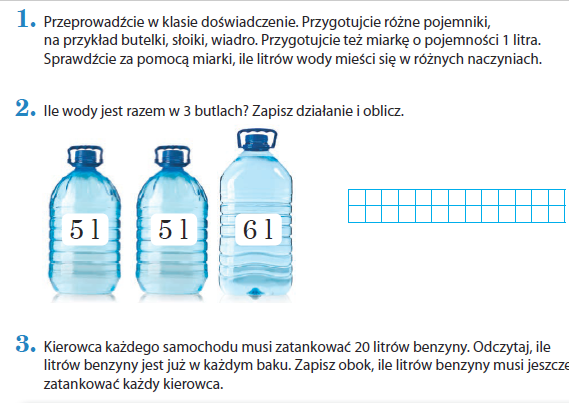 1. Przeprowadźcie w klasie doświadczenie. Przygotujcie różne pojemniki,
na przykład butelki, słoiki, wiadro. Przygotujcie też miarkę o pojemności 1 litra.
Sprawdźcie za pomocą miarki, ile litrów wody mieści się w różnych naczyniach.
2. Ile wody jest razem w 3 butlach? Zapisz działanie i oblicz.
5 l 5 l 6 l
3. Kierowca każdego samochodu musi zatankować 20 litrów benzyny. Odczytaj, ile
litrów benzyny jest już w każdym baku. Zapisz obok, ile litrów benzyny musi jeszcze
zatankować każdy kierowca.